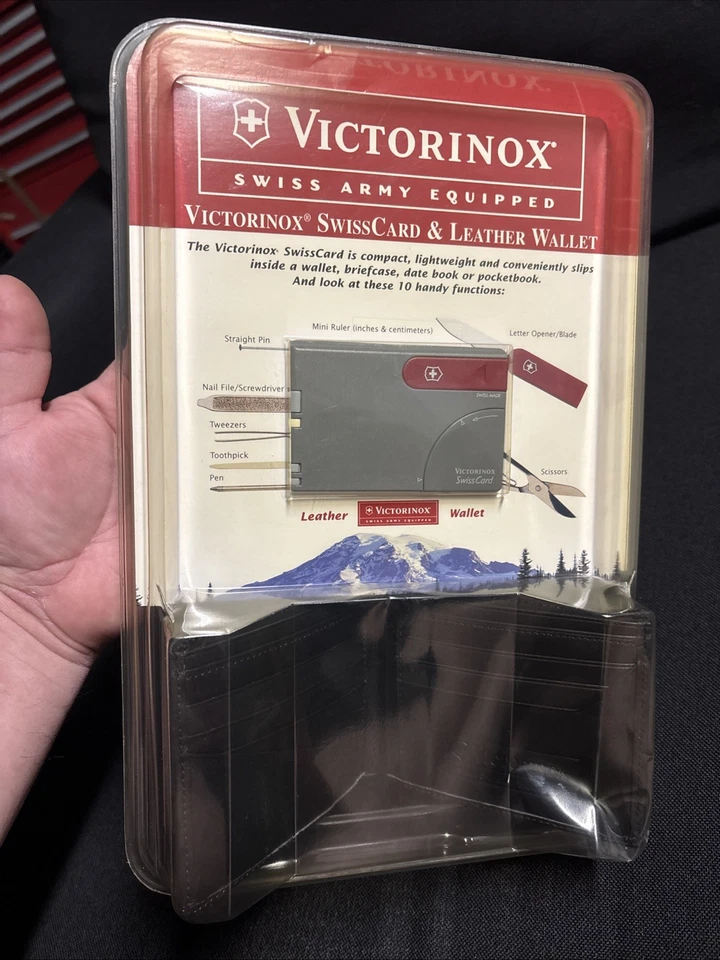 VICTORINOX
SWISS ARMY EQUIPPED
VICTORINOX® SWISSCARD & LEATHER WALLET
The Victorinox SwissCard is compact, lightweight and conveniently slips
inside a wallet, briefcase, date book or pocketbook.
And look at these 10 handy functions:
Mini Ruler (inches & centimeters)
Letter Opener/Blade
Straight Pin
Nail File/Screwdriver
SWISS MADE
Tweezers
Toothpick
Pen
VICTORINOX
SwissCard
Scissors
Leather
VICTORINOX
SWISS ARMY EQUIPPED
Wallet